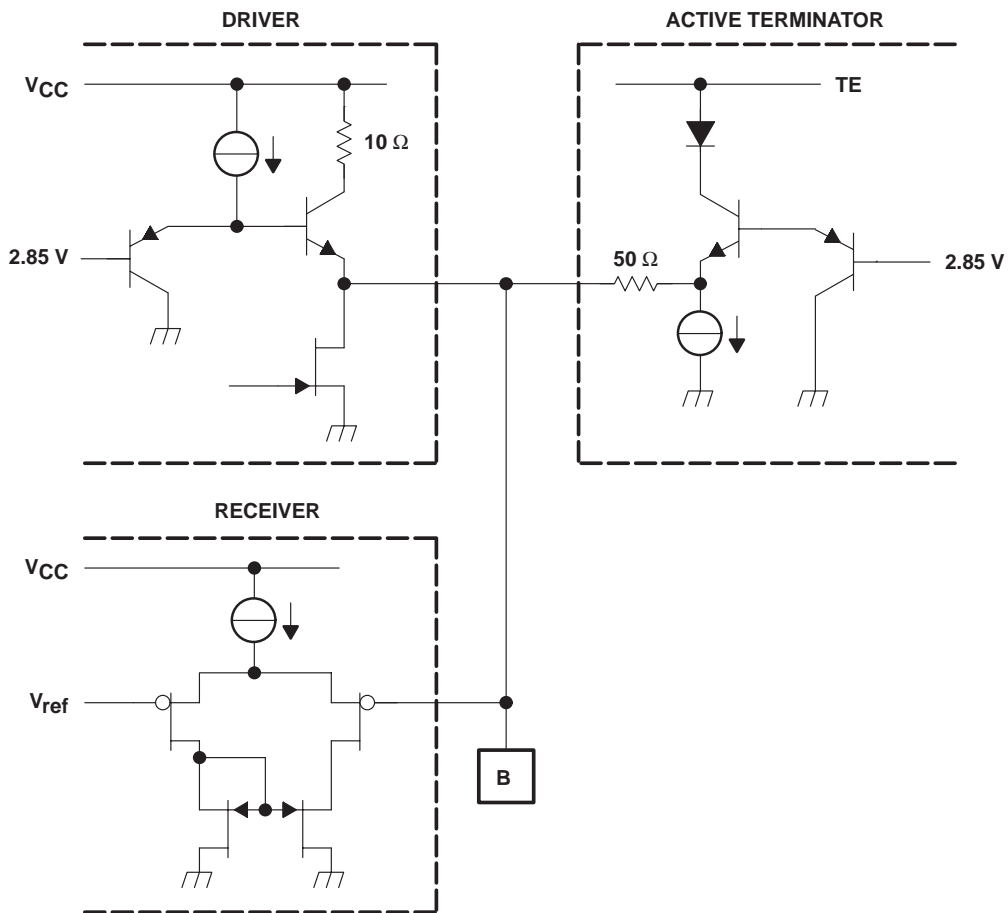 DRIVER
VCC
10 Ω
2.85 V
ACTIVE TERMINATOR
TE
50 Ω
2.85 V
RECEIVER
VCC
Vref
B